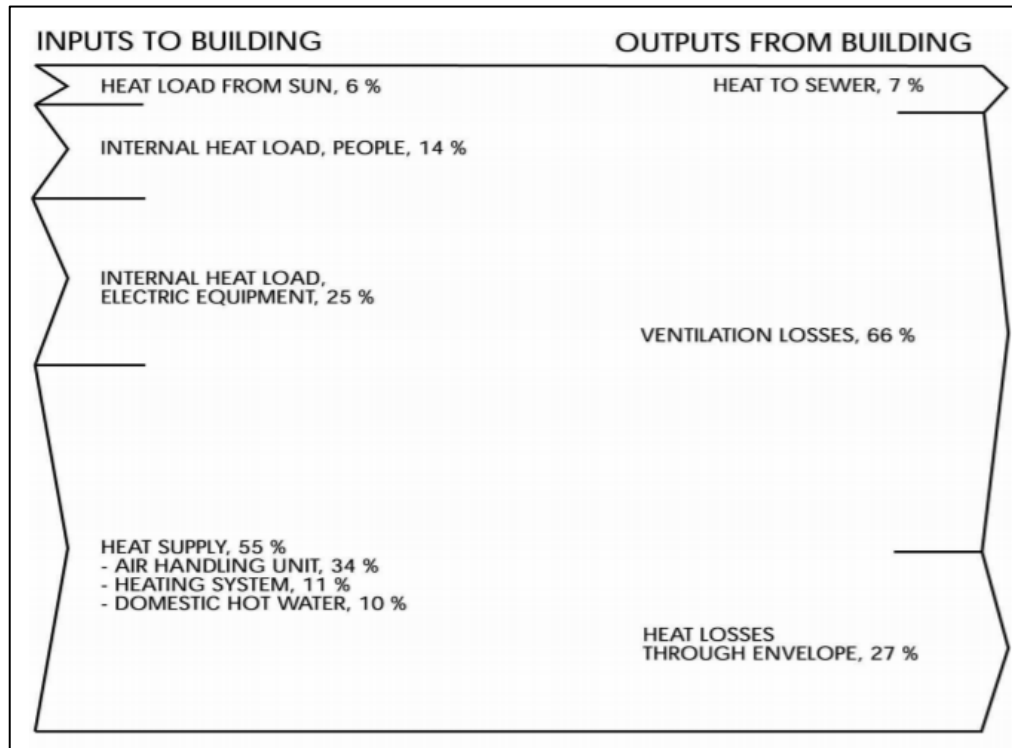 INPUTS TO BUILDING
OUTPUTS FROM BUILDING
HEAT LOAD FROM SUN, 6 %
HEAT TO SEWER, 7 %
INTERNAL HEAT LOAD, PEOPLE, 14 %
INTERNAL HEAT LOAD,
ELECTRIC EQUIPMENT, 25 %
VENTILATION LOSSES, 66 %
HEAT SUPPLY, 55 %
- AIR HANDLING UNIT, 34 %
- HEATING SYSTEM, 11 %
- DOMESTIC HOT WATER, 10 %
HEAT LOSSES
THROUGH ENVELOPE, 27 %